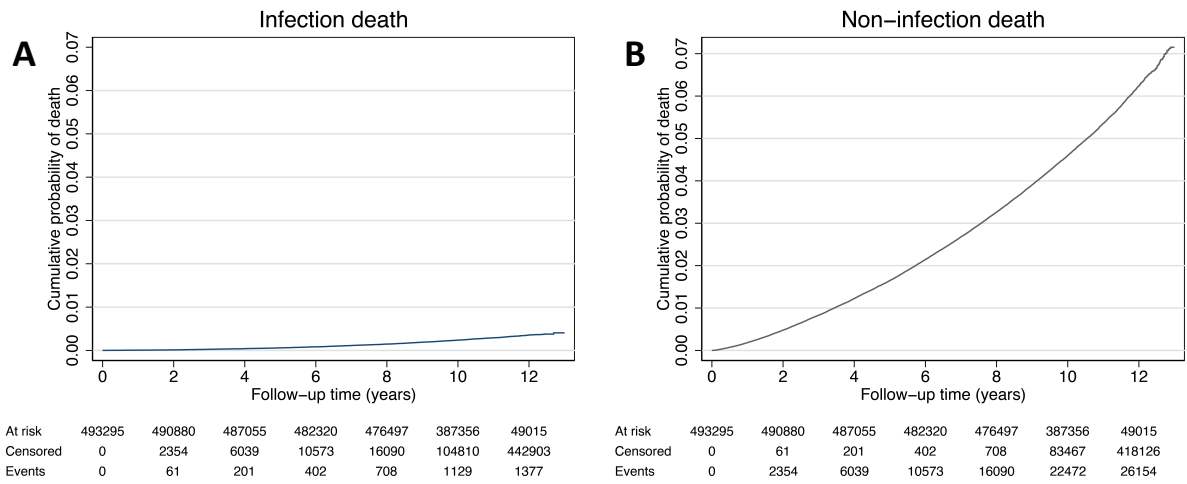 Infection death
A
Cumulative probability of death
0.07
0.06
0.05
0.04
0.03
0.02
0.01
0.00
0 2 4 6 8 10 12
Follow−up time (years)
At risk 493295 490880 487055 482320 476497 387356 49015
Censored 0 2354 6039 10573 16090 104810 442903
Events 0 61 201 402 708 1129 1377
Non−infection death
B
Cumulative probability of death
0.07
0.06
0.05
0.04
0.03
0.02
0.01
0.00
0 2 4 6 8 10 12
Follow−up time (years)
At risk 493295 490880 487055 482320 476497 387356 49015
Censored 0 61 201 402 708 83467 418126
Events 0 2354 6039 10573 16090 22472 26154